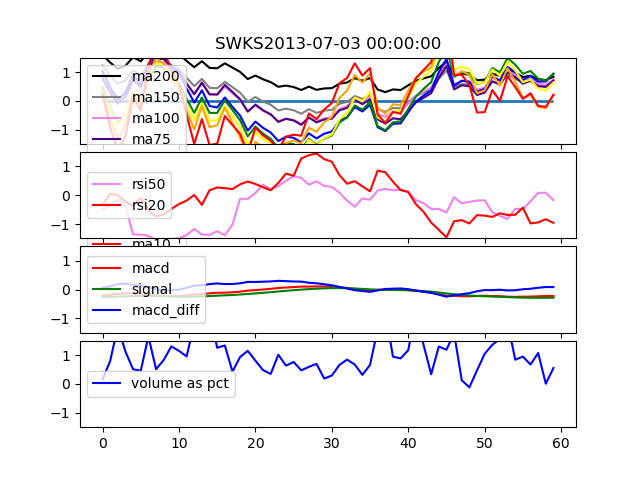 SWKS2013-07-03 00:00:00
1
0
−1
ma200
ma150
ma100
ma75
1
0
−1
rsi50
rsi20
ma10
1
0
−1
macd
signal
macd_diff
1
0
−1
volume as pct
0 10 20 30 40 50 60